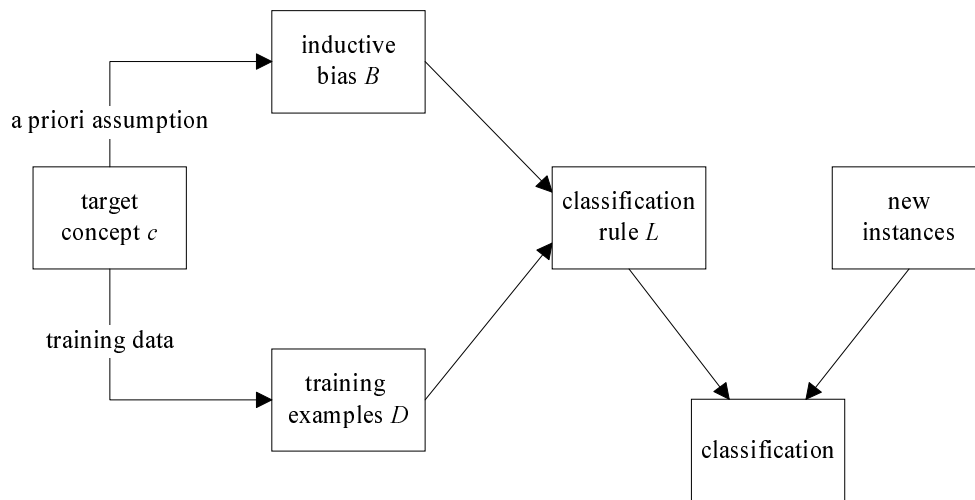 inductive
bias B
a priori assumption
target
concept c
classification
rule L
new
instances
training data
training
examples D
classification